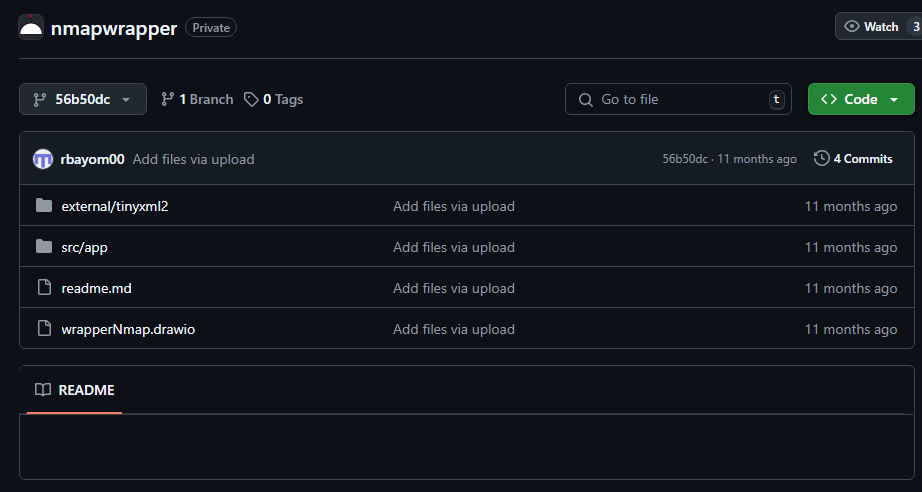 nmapwrapper Private Watch 3
56b50dc 1 Branch 0 Tags Go to file t Code
rbayom00 Add files via upload 56b50dc · 11 months ago 4 Commits
external/tinyxml2 Add files via upload 11 months ago
src/app Add files via upload 11 months ago
readme.md Add files via upload 11 months ago
wrapperNmap.drawio Add files via upload 11 months ago
README